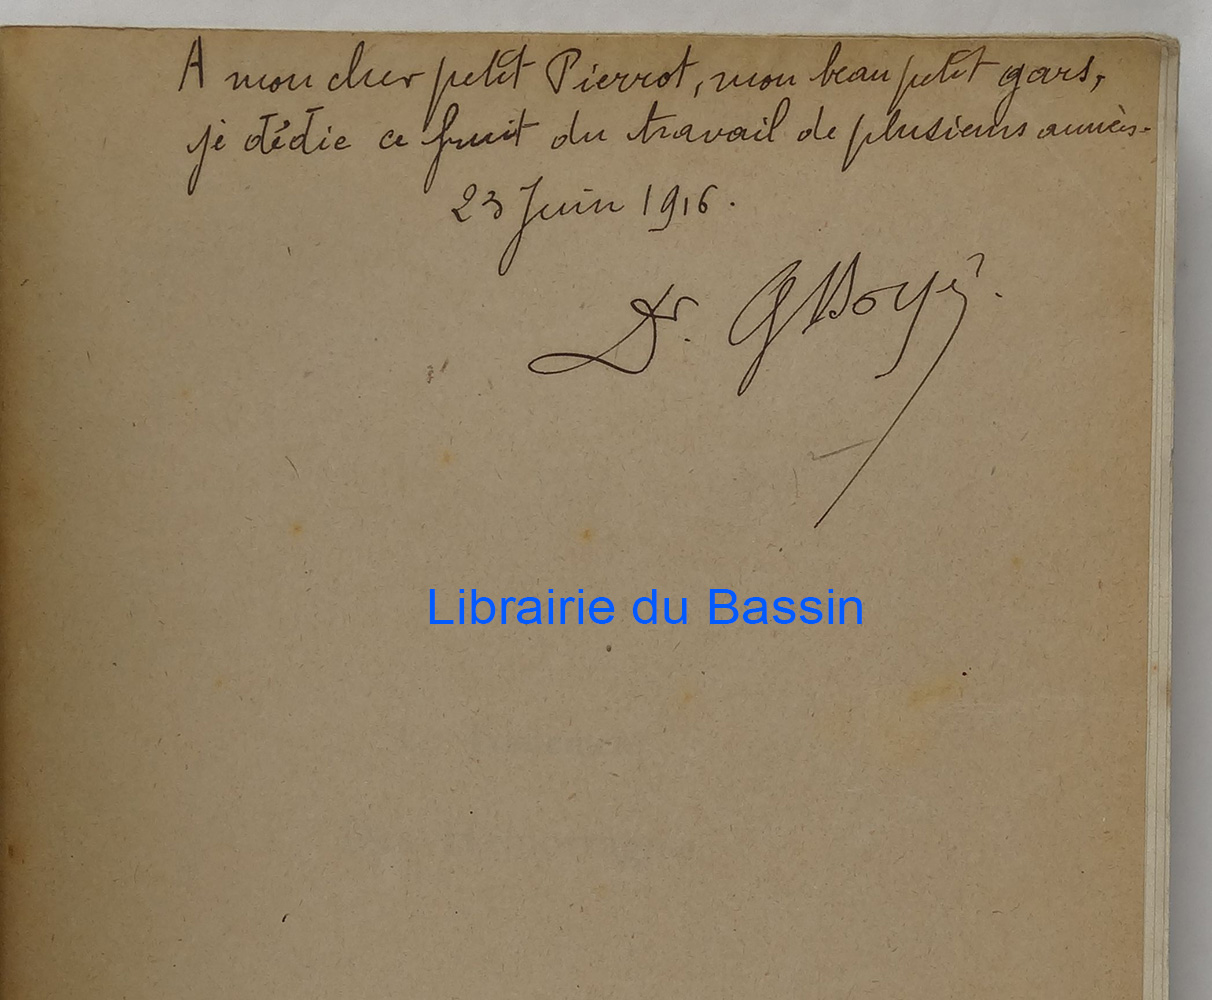 A mon cher petit Pierrot, mon beau petit gars,
je dédie ce fruit du travail de plusieurs années.
23 Juin 1916.
Dr. G Boyé.
Librairie du Bassin